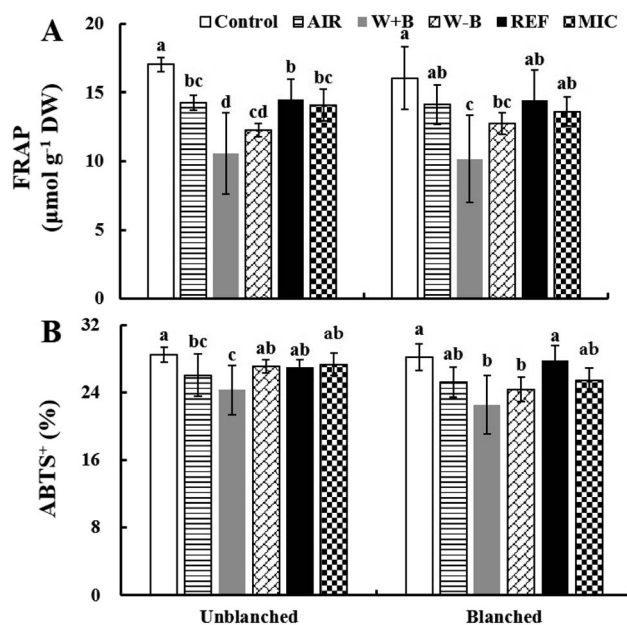 Control AIR W+B W-B REF MIC
A
FRAP
(µmol g⁻¹ DW)
20
15
10
5
0
a bc d cd b bc
ab ab c bc ab ab
B
ABTS⁺ (%)
32
24
16
8
0
a bc c ab ab ab
a ab b b a ab
Unblanched Blanched